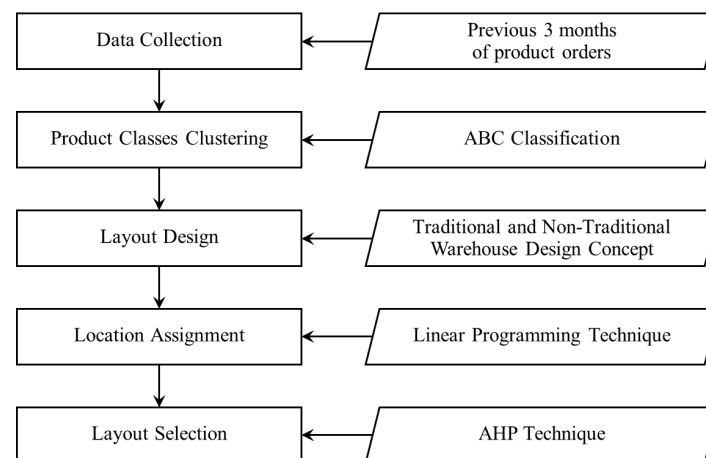 Data Collection
Previous 3 months
of product orders
Product Classes Clustering
ABC Classification
Layout Design
Traditional and Non-Traditional
Warehouse Design Concept
Location Assignment
Linear Programming Technique
Layout Selection
AHP Technique